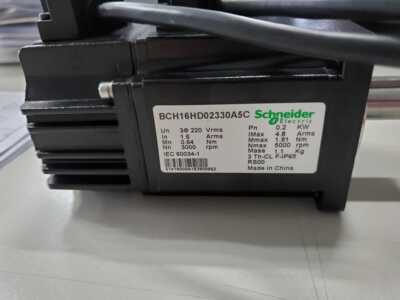 BCH16HD02330A5C
Schneider
Electric
Un 3Ø 220 Vrms Pn 0.2 KW
In 1.6 Arms IMax 4.8 Arms
Mn 0.64 Nm Mmax 1.91 Nm
Nn 3000 rpm Nmax 5000 rpm
IEC 60034-1 Mass 1.1 Kg
3 Th-CL F-IP65
RS00
Made in China